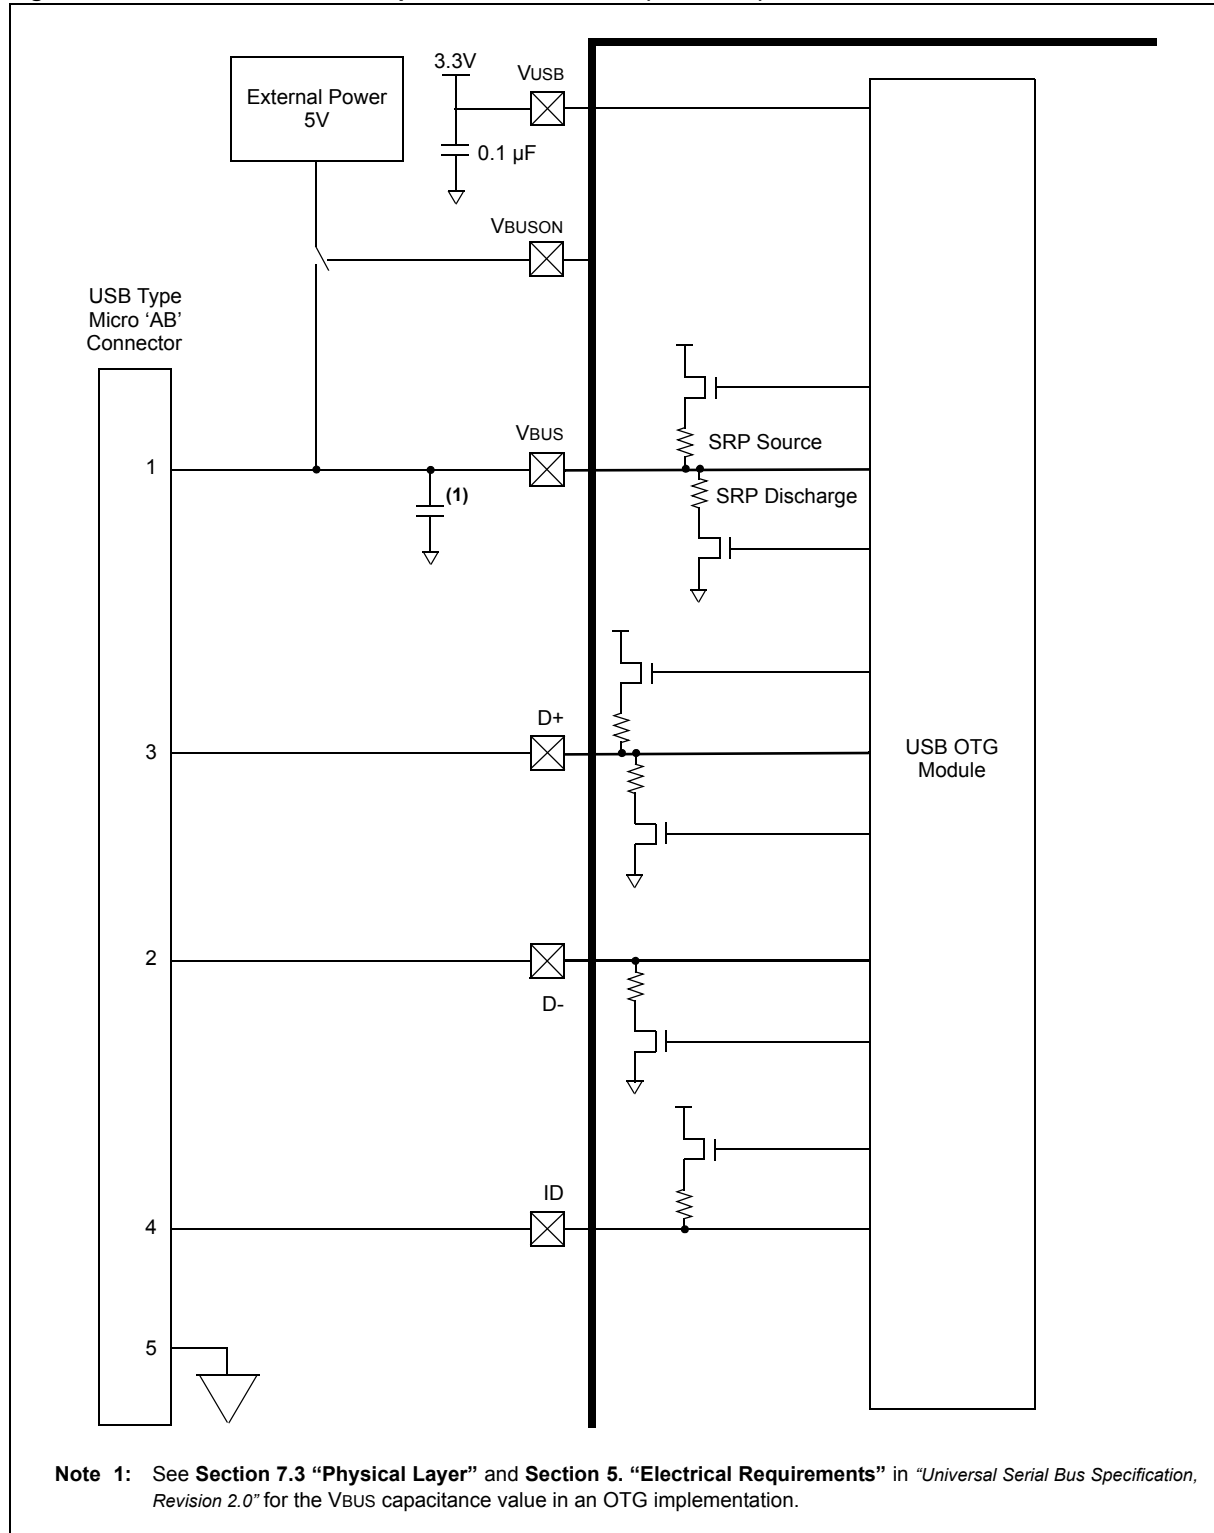 3.3V
VUSB
External Power
5V
0.1 µF
VBUSON
USB Type
Micro ‘AB’
Connector
VBUS
1
SRP Source
(1)
SRP Discharge
D+
3
USB OTG
Module
2
D-
ID
4
5
Note 1: See Section 7.3 “Physical Layer” and Section 5. “Electrical Requirements” in “Universal Serial Bus Specification,
Revision 2.0” for the VBUS capacitance value in an OTG implementation.